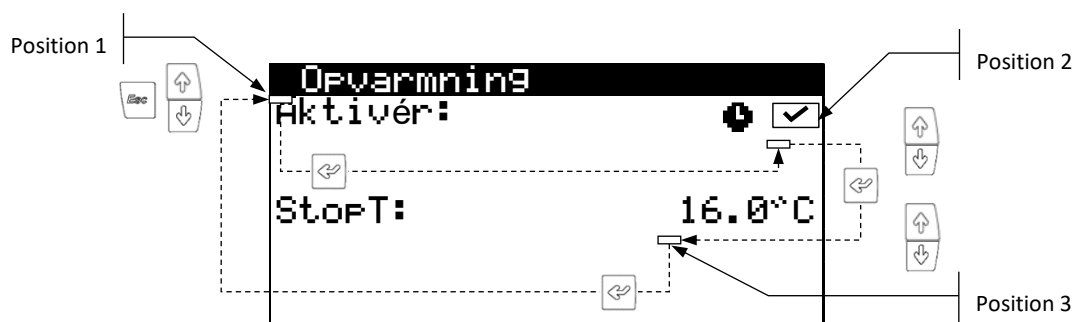 Position 1
Position 2
Opvarmning
Esc
Aktivér:
StopT: 16.0°C
Position 3